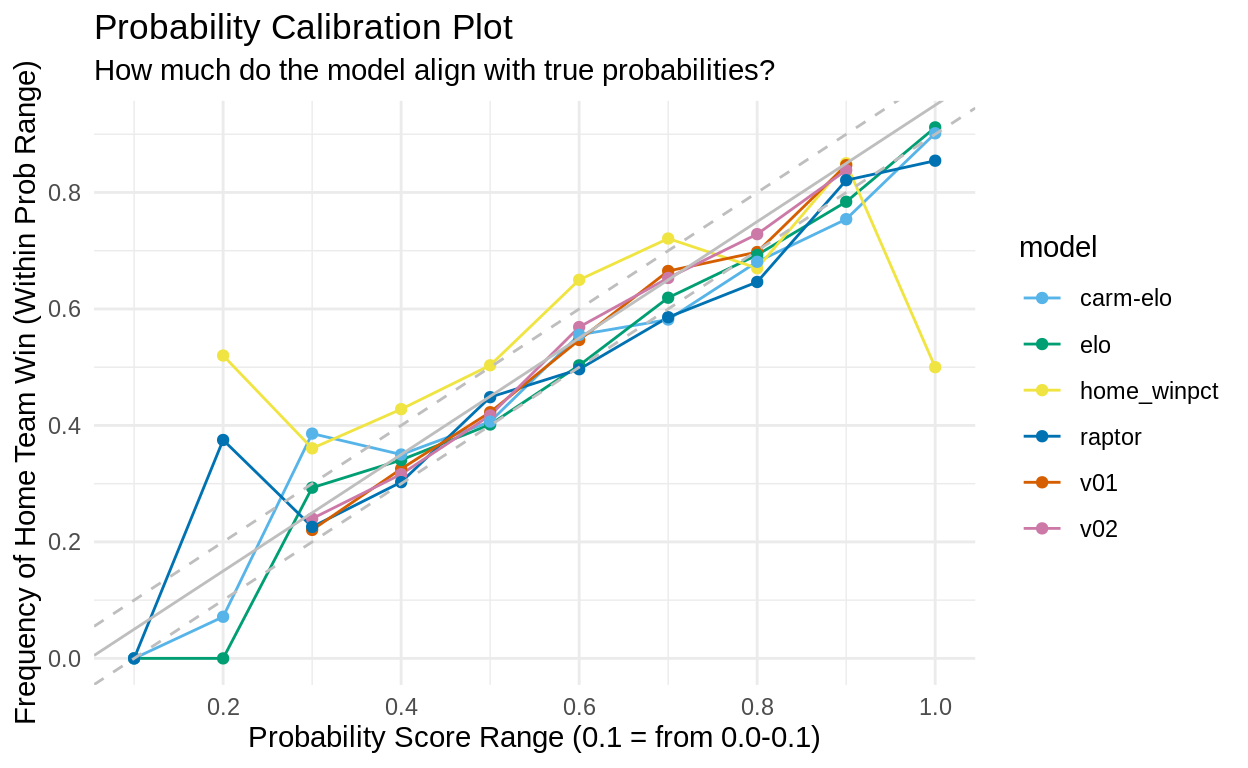 Probability Calibration Plot
How much do the model align with true probabilities?
Frequency of Home Team Win (Within Prob Range)
0.8
0.6
0.4
0.2
0.0
0.2
0.4
0.6
0.8
1.0
Probability Score Range (0.1 = from 0.0-0.1)
model
carm-elo
elo
home_winpct
raptor
v01
v02